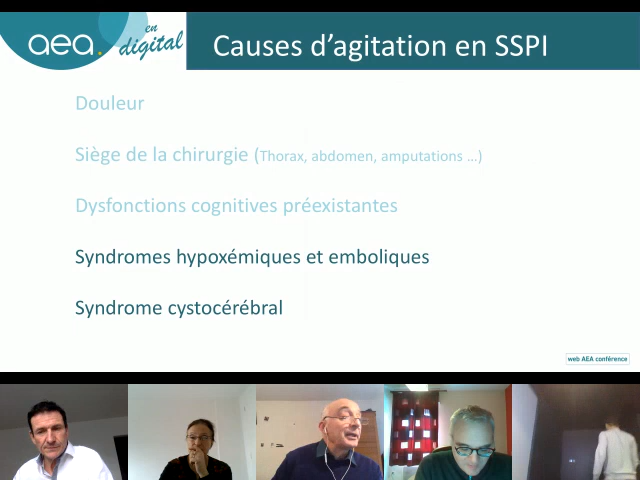 aea.
en
digital
Causes d’agitation en SSPI
Douleur
Siège de la chirurgie (Thorax, abdomen, amputations …)
Dysfonctions cognitives préexistantes
Syndromes hypoxémiques et emboliques
Syndrome cystocérébral
web AEA conférence